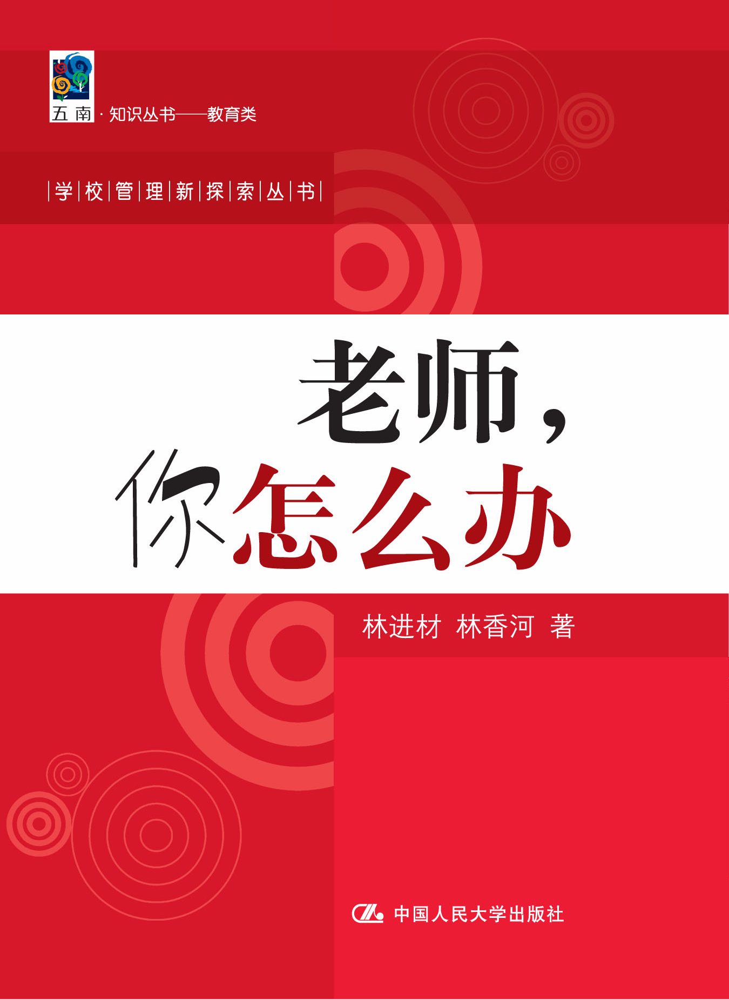 五南·知识丛书——教育类
|学|校|管|理|新|探|索|丛|书|
老师，
你怎么办
林进材 林香河 著
中国人民大学出版社